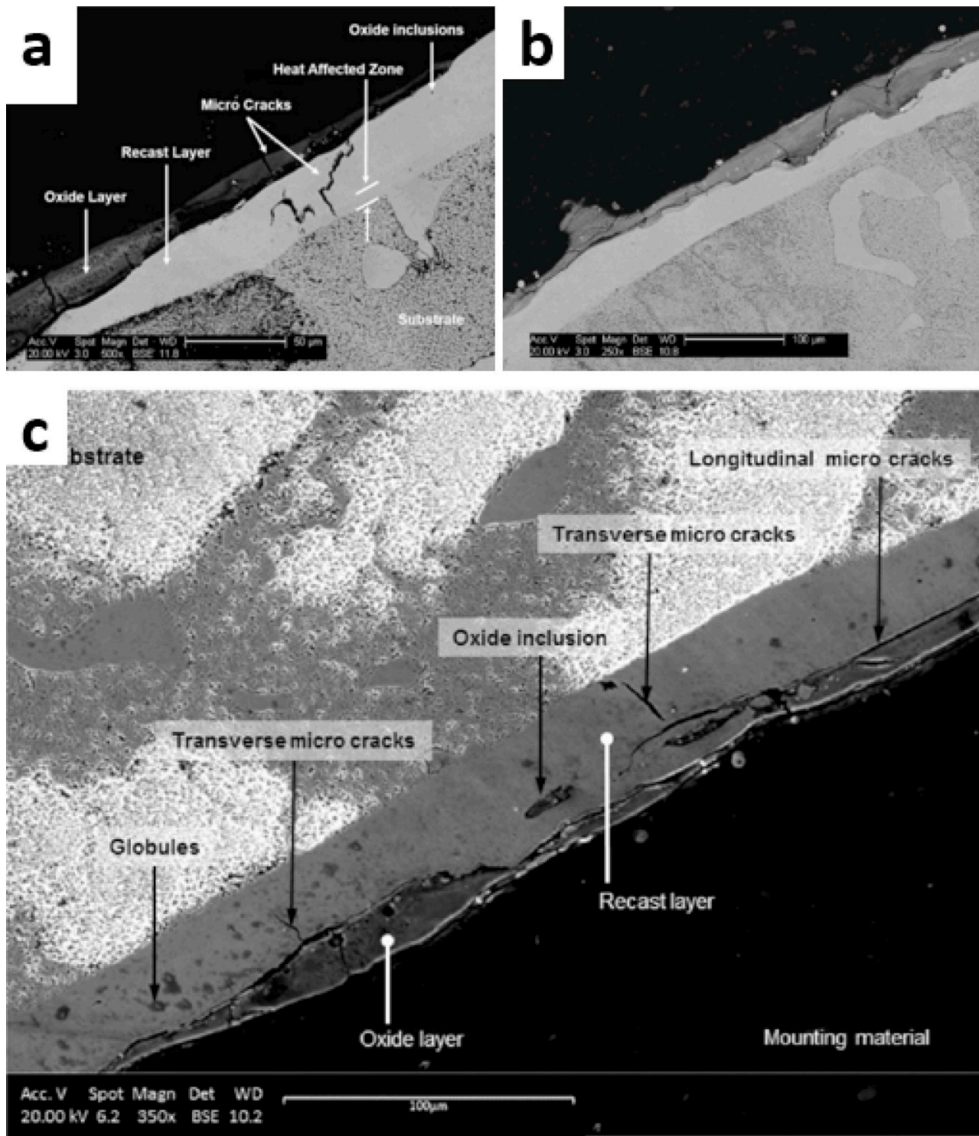 a
Oxide inclusions
Heat Affected Zone
Micro Cracks
Recast Layer
Oxide Layer
Substrate
Acc.V Spot Magn Det WD
20.00 kV 3.0 500x BSE 11.8
50 µm
b
Acc.V Spot Magn Det WD
20.00 kV 3.0 250x BSE 10.8
100 µm
c
bstrate
Longitudinal micro cracks
Transverse micro cracks
Oxide inclusion
Transverse micro cracks
Globules
Recast layer
Oxide layer
Mounting material
Acc. V Spot Magn Det WD
20.00 kV 6.2 350x BSE 10.2
100µm